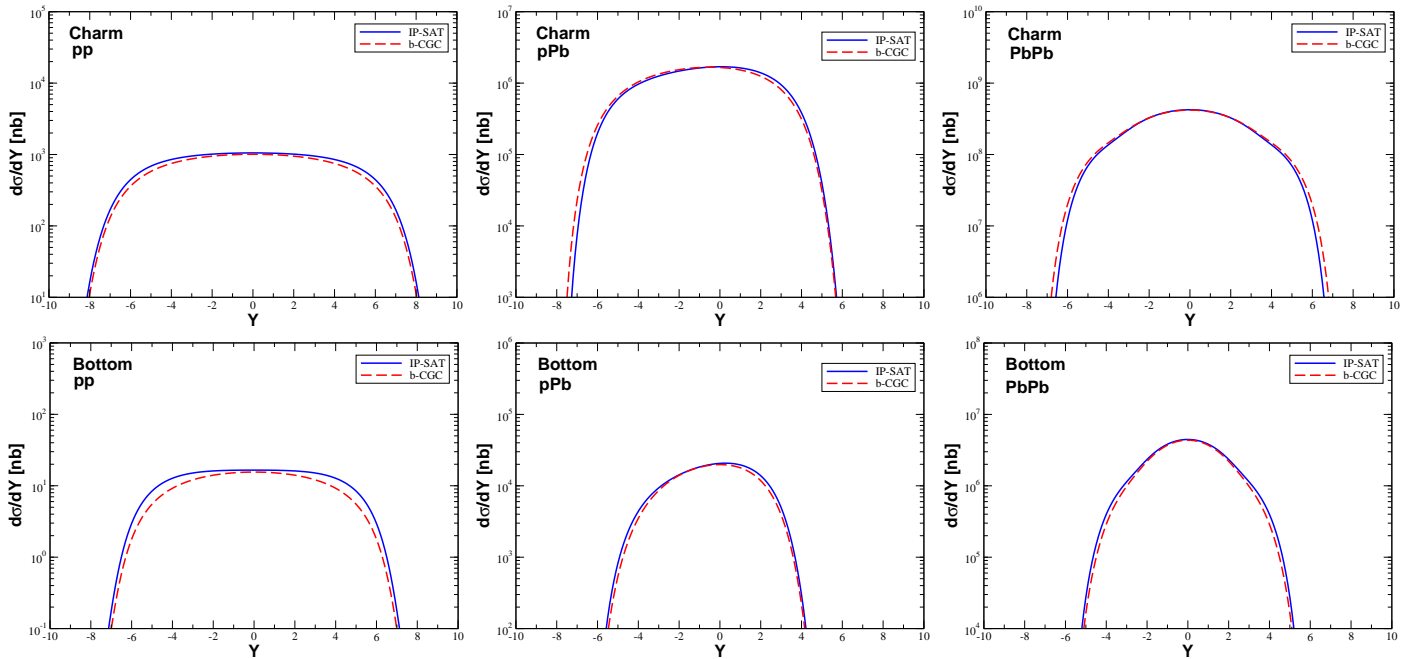 Charm
pp
IP-SAT
b-CGC
dσ/dY [nb]
10^5
10^4
10^3
10^2
10^1
-10 -8 -6 -4 -2 0 2 4 6 8 10
Y
Charm
pPb
IP-SAT
b-CGC
dσ/dY [nb]
10^7
10^6
10^5
10^4
10^3
-10 -8 -6 -4 -2 0 2 4 6 8 10
Y
Charm
PbPb
IP-SAT
b-CGC
dσ/dY [nb]
10^10
10^9
10^8
10^7
10^6
-10 -8 -6 -4 -2 0 2 4 6 8 10
Y
Bottom
pp
IP-SAT
b-CGC
dσ/dY [nb]
10^3
10^2
10^1
10^0
10^-1
-10 -8 -6 -4 -2 0 2 4 6 8 10
Y
Bottom
pPb
IP-SAT
b-CGC
dσ/dY [nb]
10^6
10^5
10^4
10^3
10^2
-10 -8 -6 -4 -2 0 2 4 6 8 10
Y
Bottom
PbPb
IP-SAT
b-CGC
dσ/dY [nb]
10^8
10^7
10^6
10^5
10^4
-10 -8 -6 -4 -2 0 2 4 6 8 10
Y